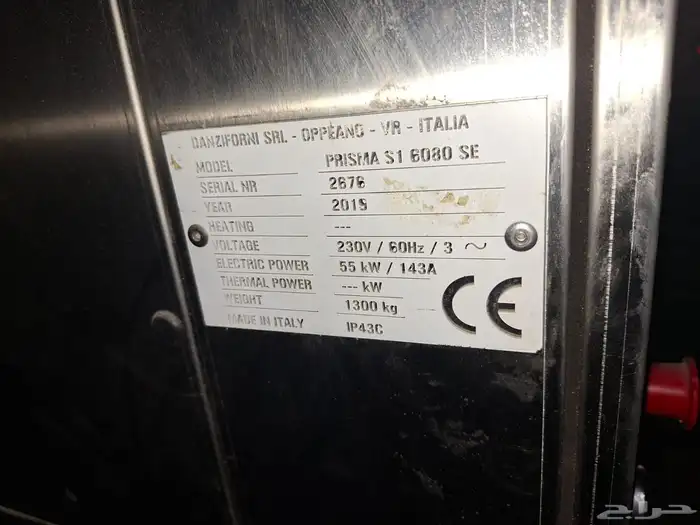 DANZIFORNI SRL - OPPEANO - VR - ITALIA
MODEL PRISMA S1 6080 SE
SERIAL NR 2676
YEAR 2015
HEATING ---
VOLTAGE 230V / 60Hz / 3 ~
ELECTRIC POWER 55 kW / 143A
THERMAL POWER --- kW
WEIGHT 1300 kg
MADE IN ITALY IP43C
CE
حراج